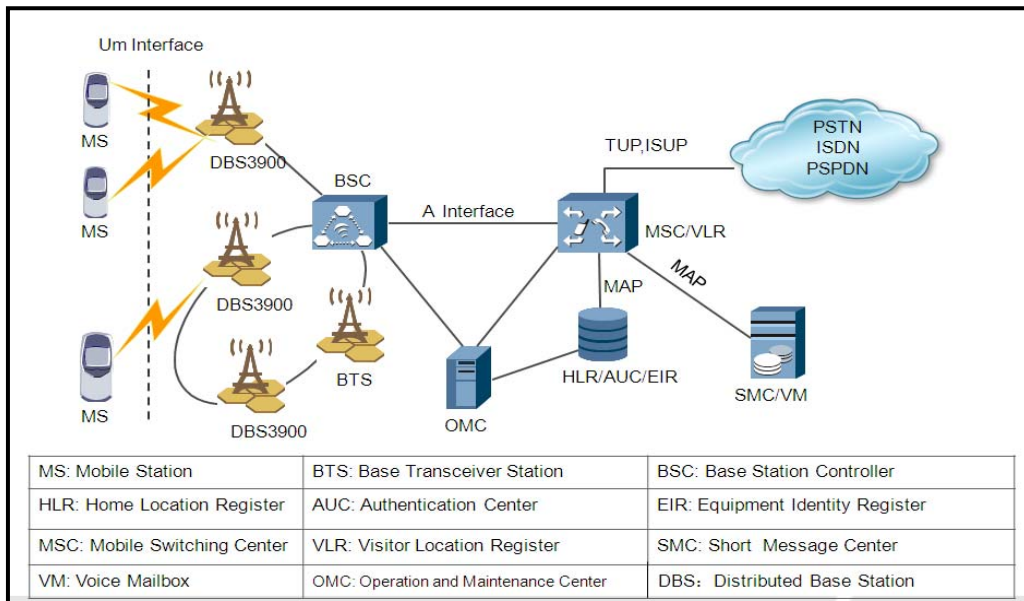 Um Interface
MS
DBS3900
TUP,ISUP
PSTN
ISDN
PSPDN
BSC
MS
A Interface
MSC/VLR
DBS3900
MAP
MAP
BTS
HLR/AUC/EIR
SMC/VM
MS
DBS3900
OMC
MS: Mobile Station
BTS: Base Transceiver Station
BSC: Base Station Controller
HLR: Home Location Register
AUC: Authentication Center
EIR: Equipment Identity Register
MSC: Mobile Switching Center
VLR: Visitor Location Register
SMC: Short Message Center
VM: Voice Mailbox
OMC: Operation and Maintenance Center
DBS：Distributed Base Station